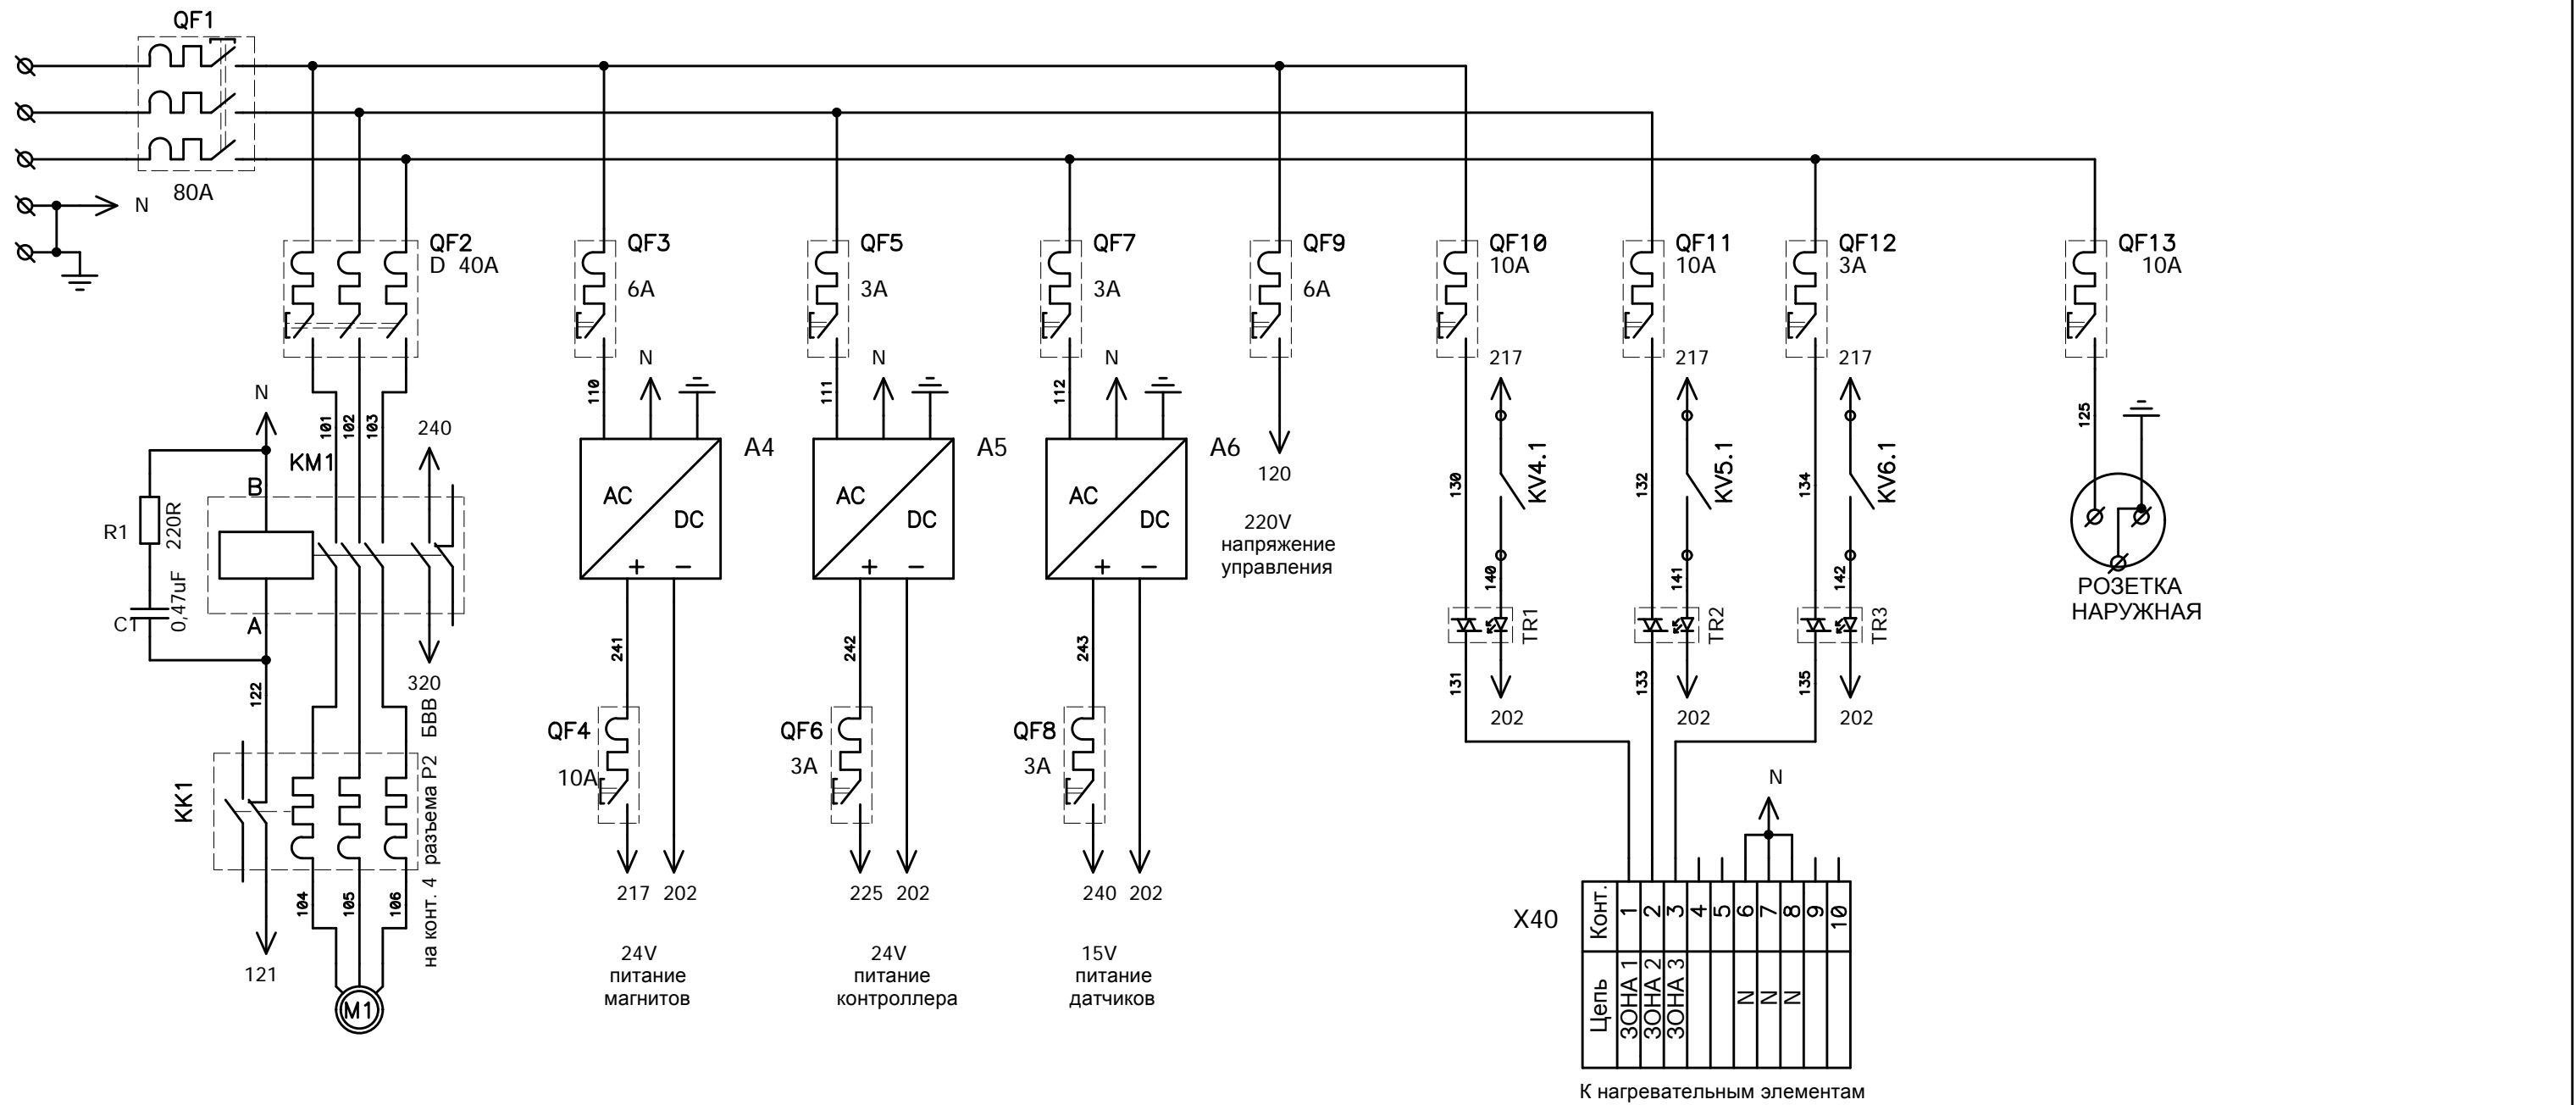 QF1
80A
N
QF2
D 40A
QF3
6A
QF5
3A
QF7
3A
QF9
6A
QF10
10A
QF11
10A
QF12
3A
QF13
10A
N
101
102
103
240
KM1
B
R1
220R
C1
0,47uF
A
122
320
KK1
на конт. 4 разъема P2 БВВ
104
105
106
121
M1
110
N
A4
AC
DC
+ −
241
QF4
10A
217 202
24V
питание
магнитов
111
N
A5
AC
DC
+ −
242
QF6
3A
225 202
24V
питание
контроллера
112
N
A6
AC
DC
+ −
243
QF8
3A
240 202
15V
питание
датчиков
120
220V
напряжение
управления
217
130
KV4.1
140
TR1
131
202
217
132
KV5.1
141
TR2
133
202
217
134
KV6.1
142
TR3
135
202
125
РОЗЕТКА
НАРУЖНАЯ
N
X40
Конт. 1 2 3 4 5 6 7 8 9 10
Цепь ЗОНА 1 ЗОНА 2 ЗОНА 3 N N N
К нагревательным элементам